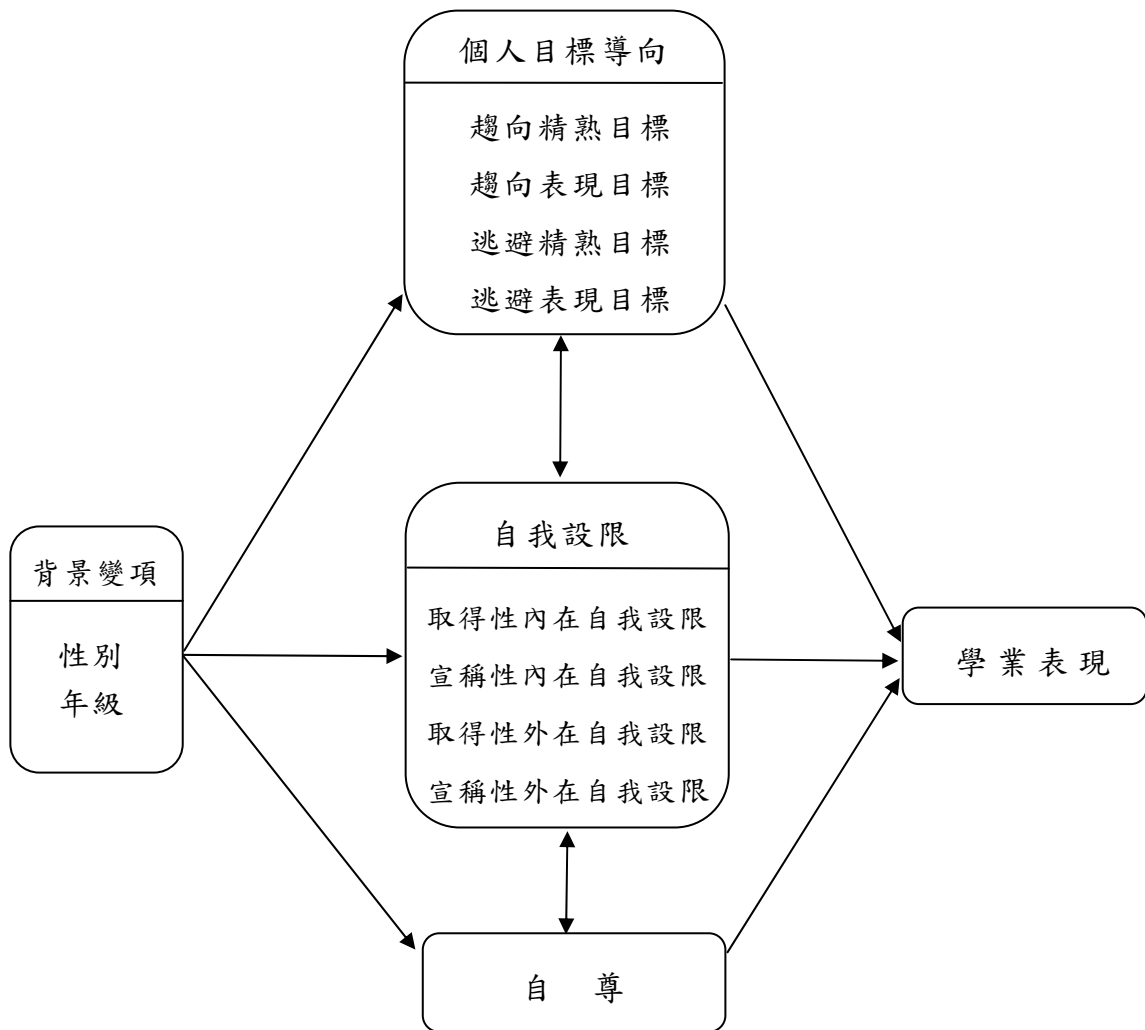 個人目標導向
趨向精熟目標
趨向表現目標
逃避精熟目標
逃避表現目標
背景變項
性別
年級
自我設限
取得性內在自我設限
宣稱性內在自我設限
取得性外在自我設限
宣稱性外在自我設限
學業表現
自 尊